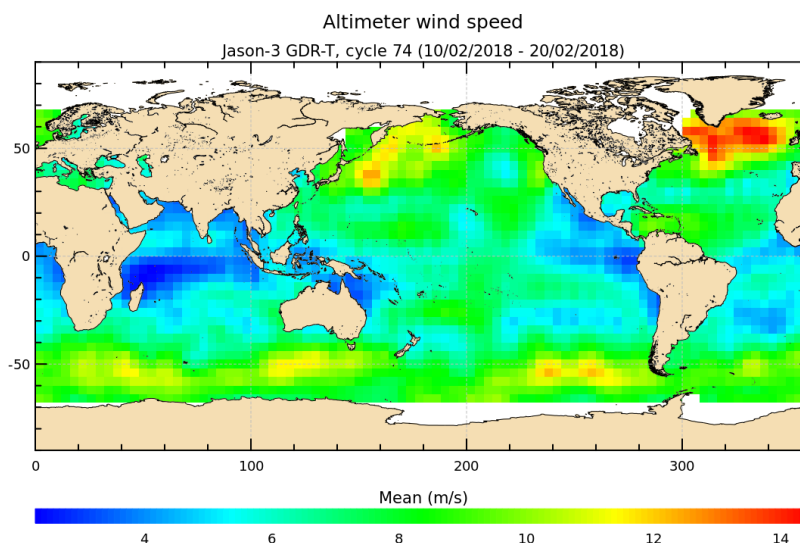 Altimeter wind speed
Jason-3 GDR-T, cycle 74 (10/02/2018 - 20/02/2018)
50
0
-50
0 100 200 300
Mean (m/s)
4 6 8 10 12 14